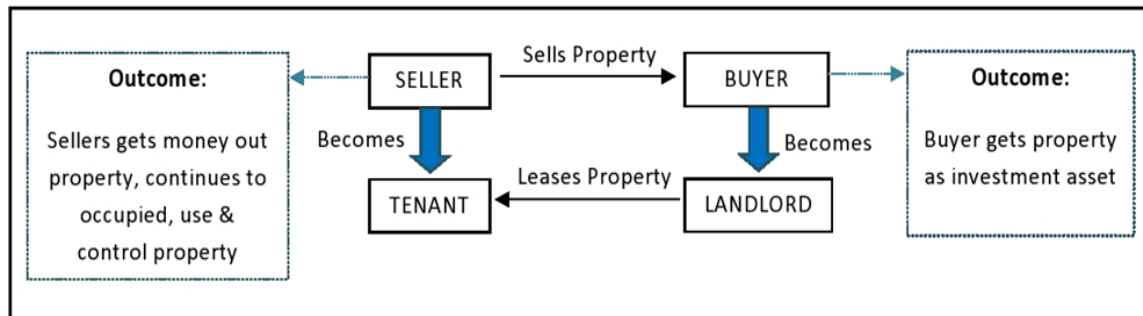 Outcome:
Sellers gets money out
property, continues to
occupied, use &
control property
SELLER
Sells Property
BUYER
Becomes
Becomes
TENANT
Leases Property
LANDLORD
Outcome:
Buyer gets property
as investment asset